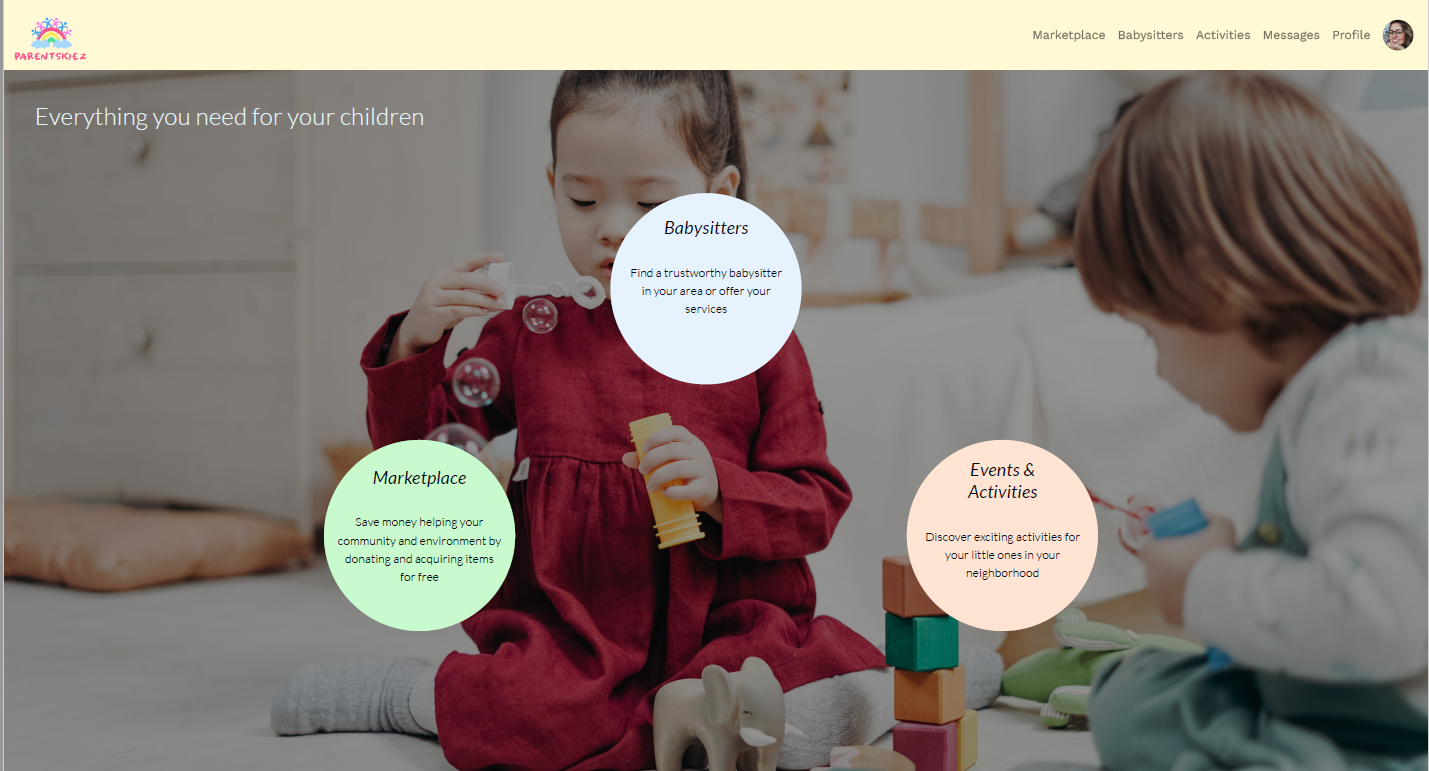 PARENTSKIEZ
Marketplace Babysitters Activities Messages Profile
Everything you need for your children
Babysitters
Find a trustworthy babysitter
in your area or offer your
services
Marketplace
Save money helping your
community and environment by
donating and acquiring items
for free
Events &
Activities
Discover exciting activities for
your little ones in your
neighborhood